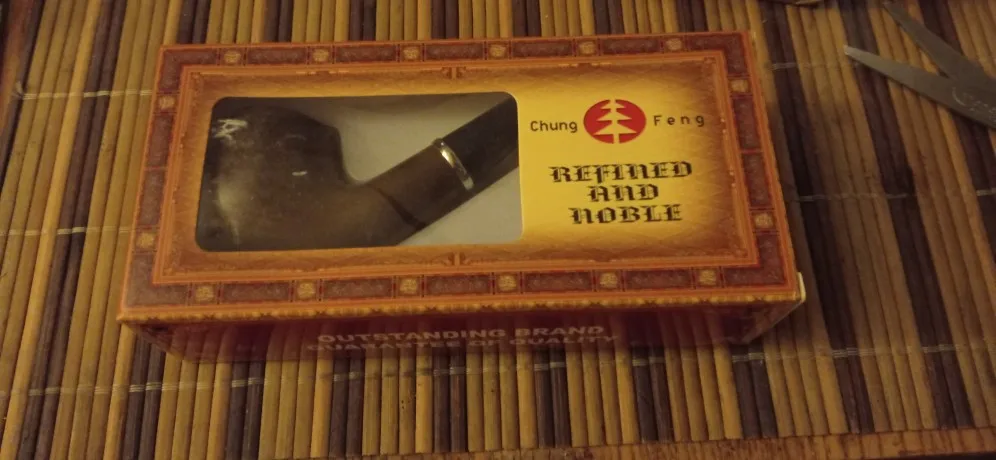 Chung Feng
REFINED
AND
NOBLE
OUTSTANDING BRAND
GUARANTEE OF QUALITY